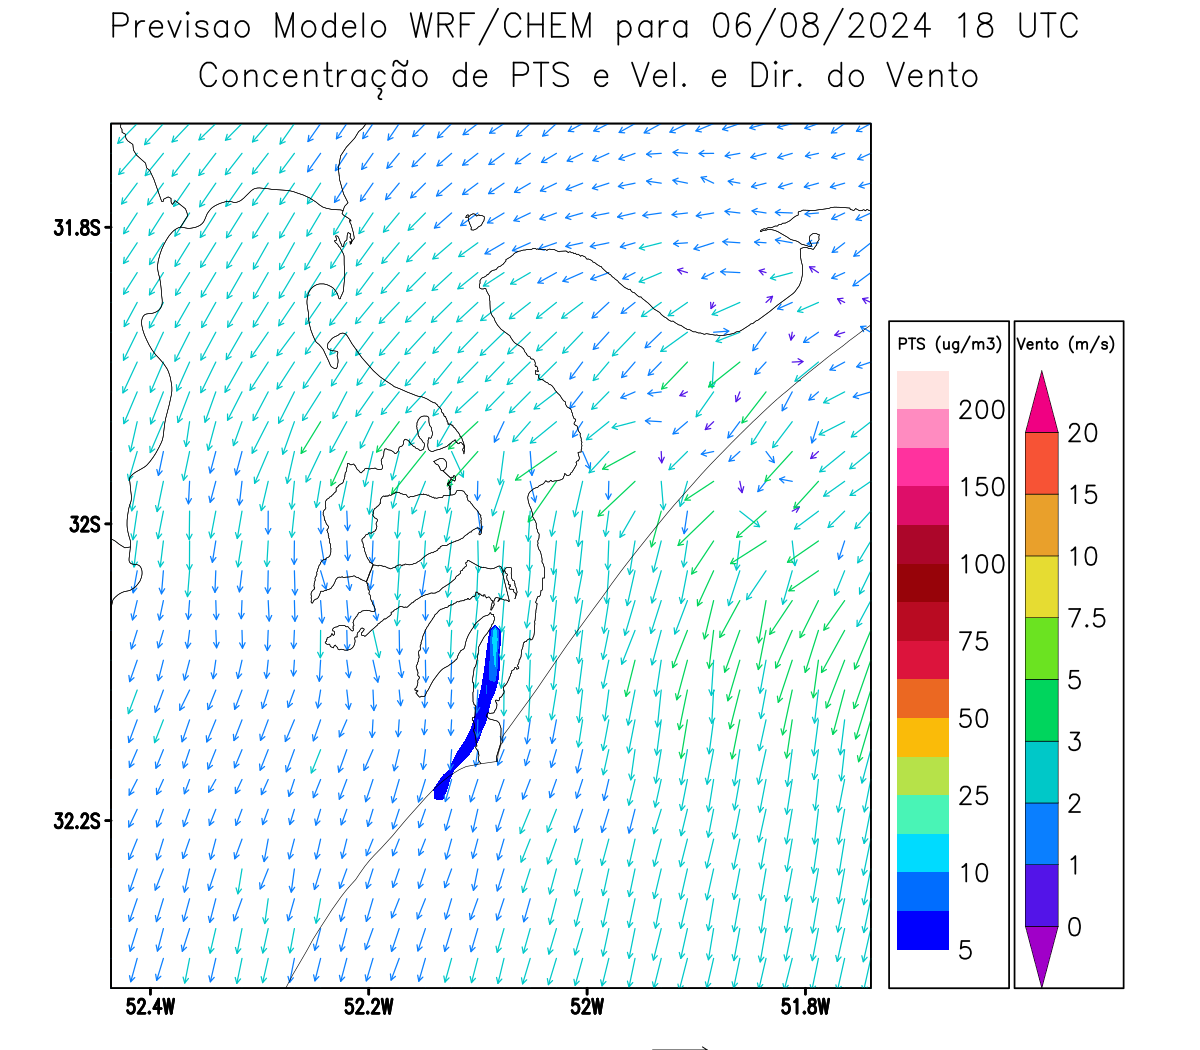 Previsao Modelo WRF/CHEM para 06/08/2024 18 UTC
Concentração de PTS e Vel. e Dir. do Vento
31.8S
32S
32.2S
52.4W
52.2W
52W
51.8W
PTS (ug/m3)
200
150
100
75
50
25
10
5
Vento (m/s)
20
15
10
7.5
5
3
2
1
0